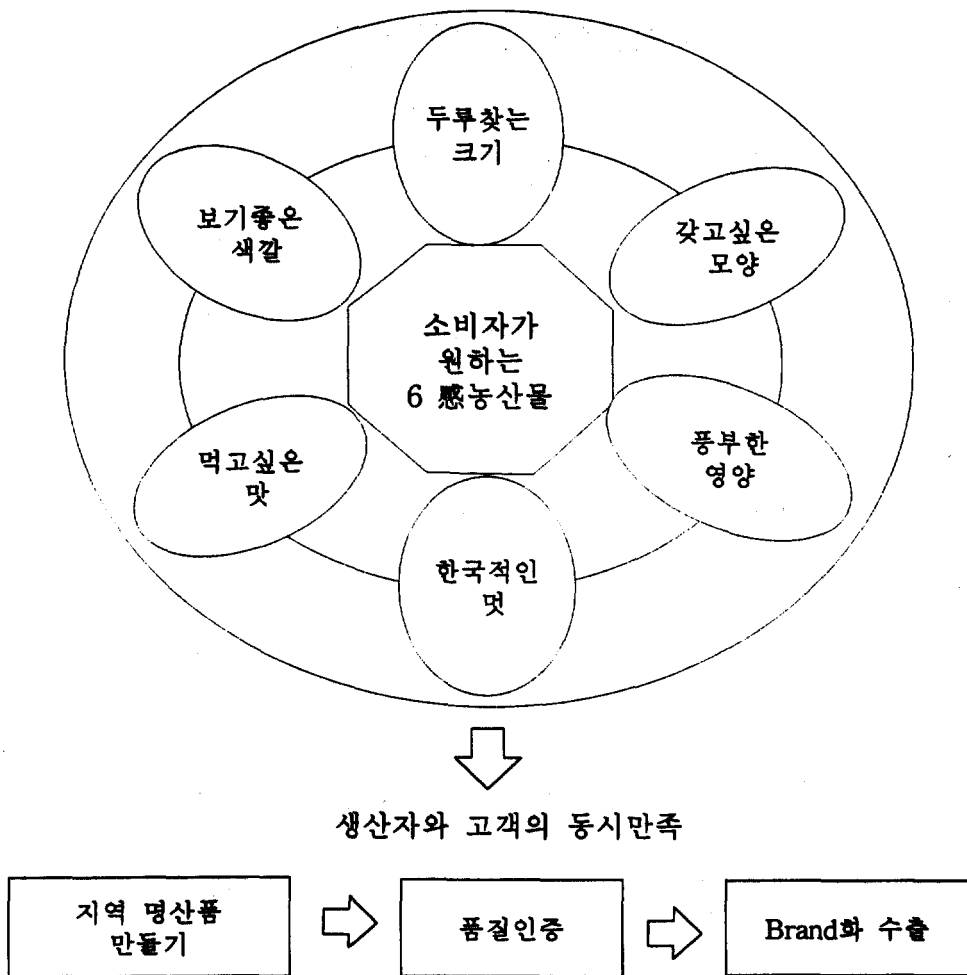 두루찾는
크기
보기좋은
색깔
갖고싶은
모양
소비자가
원하는
6 感농산물
먹고싶은
맛
풍부한
영양
한국적인
멋
생산자와 고객의 동시만족
지역 명산품
만들기
품질인증
Brand화 수출